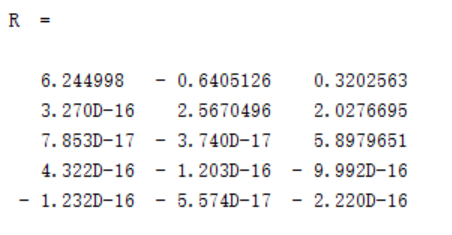 R =
6.244998 - 0.6405126 0.3202563
3.270D-16 2.5670496 2.0276695
7.853D-17 - 3.740D-17 5.8979651
4.322D-16 - 1.203D-16 - 9.992D-16
- 1.232D-16 - 5.574D-17 - 2.220D-16